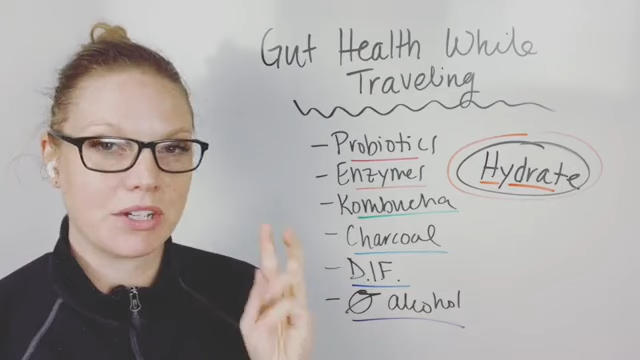 Gut Health While
Traveling
- Probiotics
- Enzymes
- Kombucha
- Charcoal
- D.I.F.
- Ø alcohol
Hydrate